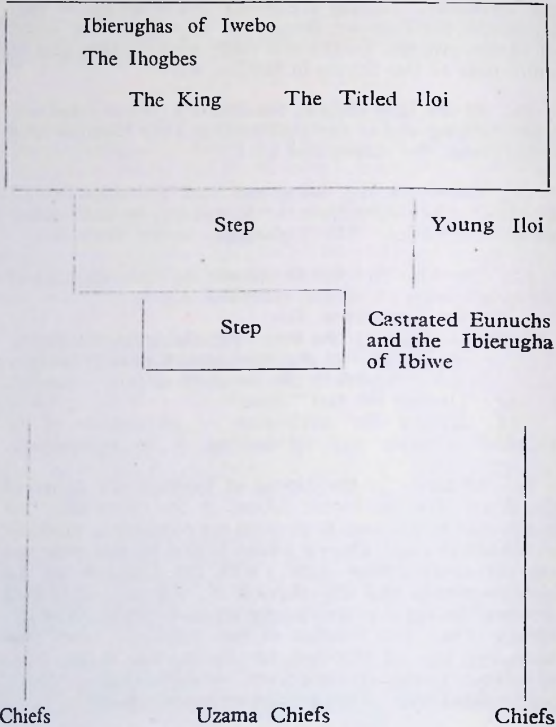 Ibierughas of Iwebo
The Ihogbes
The King The Titled Iloi
Step Young Iloi
Step
Castrated Eunuchs
and the Ibierugha
of Ibiwe
Chiefs Uzama Chiefs Chiefs